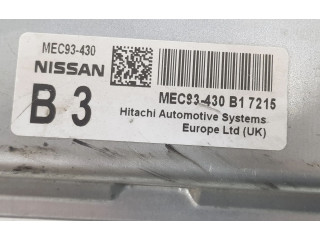 MEC93-430
NISSAN
B 3
MEC93-430 B1 7215
Hitachi Automotive Systems
Europe Ltd (UK)